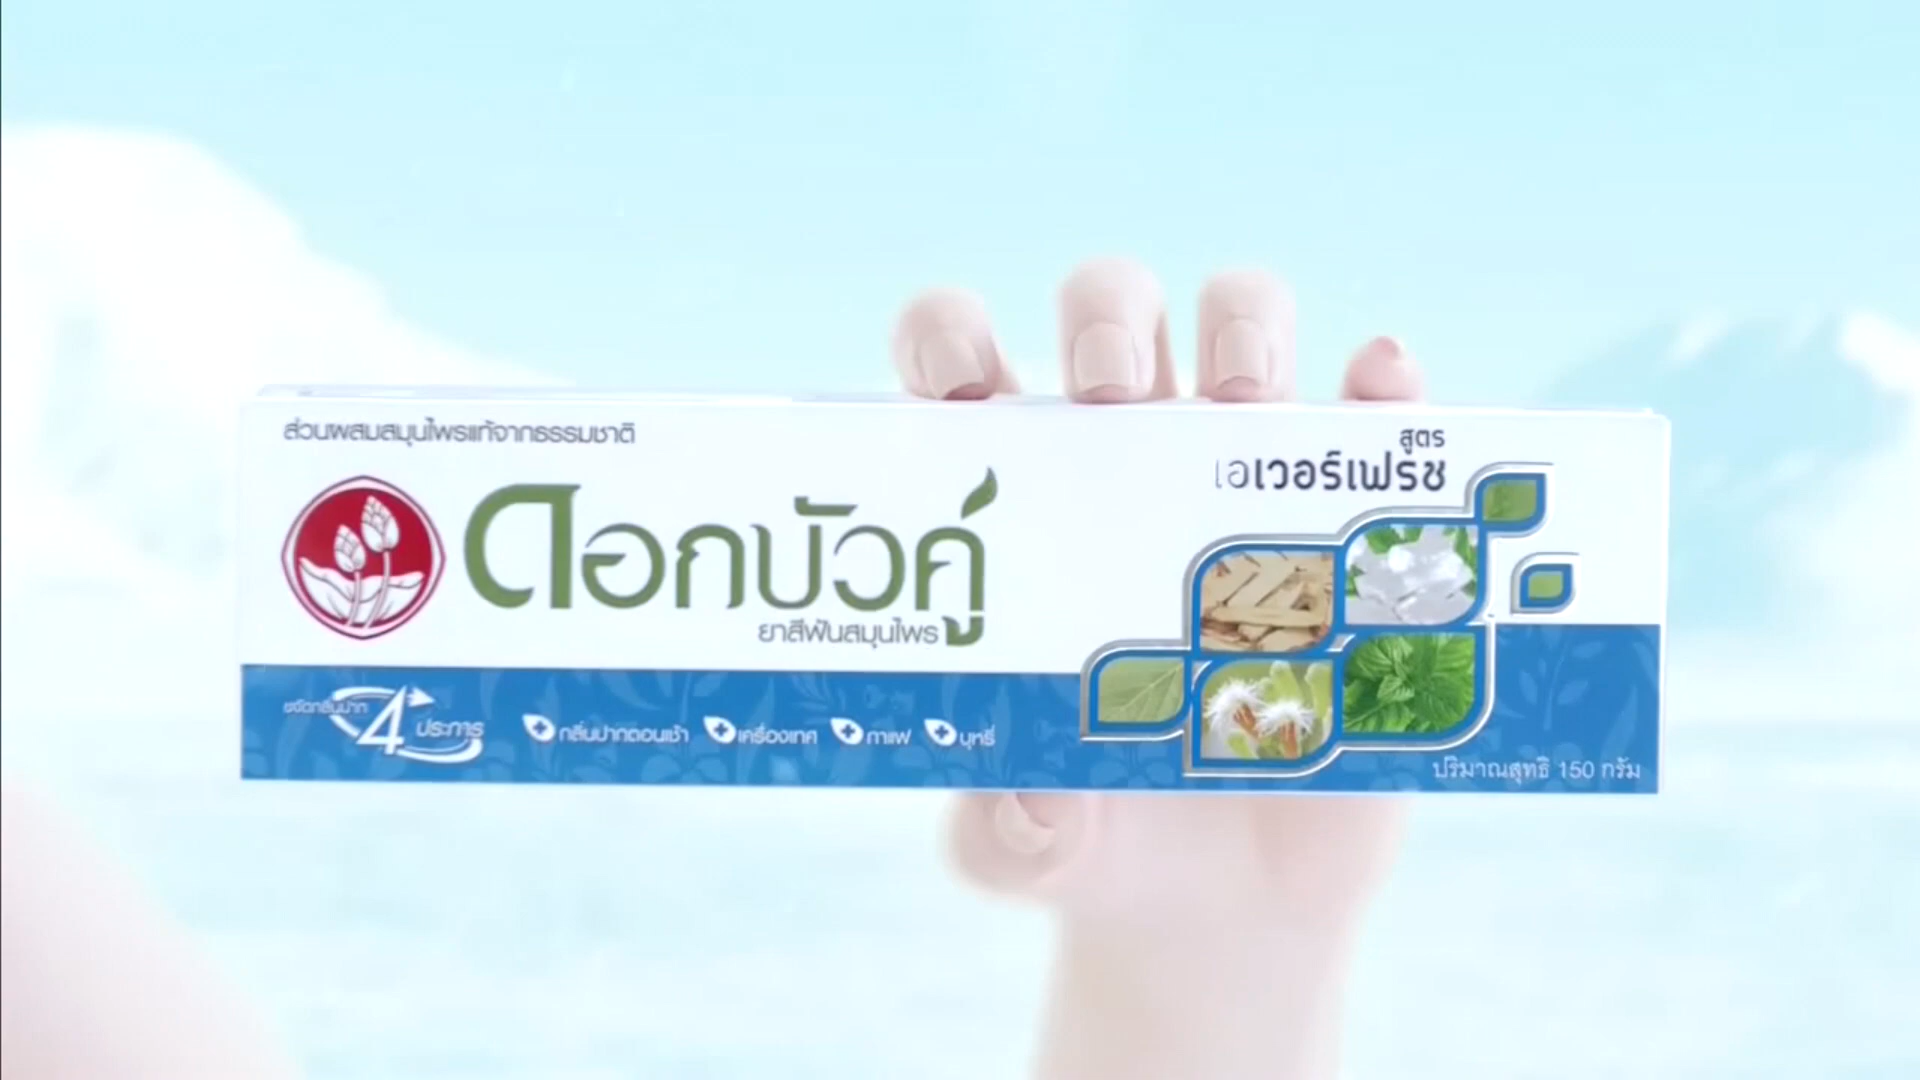 ส่วนผสมสมุนไพรแท้จากธรรมชาติ
ดอกบัวคู่
ยาสีฟันสมุนไพร
สูตร
เอเวอร์เฟรช
ขจัดกลิ่นปาก 4 ประการ
กลิ่นปากตอนเช้า เครื่องเทศ กาแฟ บุหรี่
ปริมาณสุทธิ 150 กรัม